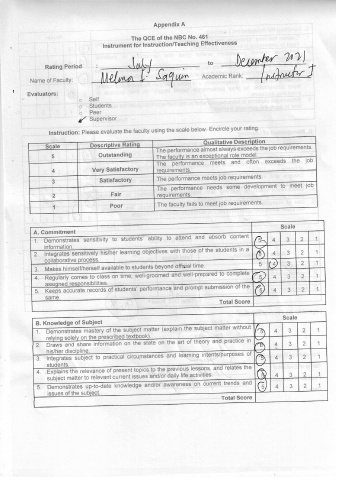 Appendix A
The QCE of the NBC No. 461
Instrument for Instruction/Teaching Effectiveness
Rating Period: July to December 2021
Name of Faculty: Melma Saquin Academic Rank: Instructor I
Evaluators:
Self
Students
Peer
✓ Supervisor
Instruction: Please evaluate the faculty using the scale below. Encircle your rating.
Scale Descriptive Rating Qualitative Description
5 Outstanding The performance almost always exceeds the job requirements.
The faculty is an exceptional role model
4 Very Satisfactory The performance meets and often exceeds the job
requirements
3 Satisfactory The performance meets job requirements.
2 Fair The performance needs some development to meet job
requirements.
1 Poor The faculty fails to meet job requirements.
A. Commitment Scale
1. Demonstrates sensitivity to students' ability to attend and absorb content
information. 5 4 3 2 1
2. Integrates sensitively his/her learning objectives with those of the students in a
collaborative process. 5 4 3 2 1
3. Makes himself/herself available to students beyond official time 5 4 3 2 1
4. Regularly comes to class on time, well-groomed and well-prepared to complete
assigned responsibilities. 5 4 3 2 1
5. Keeps accurate records of students' performance and prompt submission of the
same. 5 4 3 2 1
Total Score
B. Knowledge of Subject Scale
1. Demonstrates mastery of the subject matter (explain the subject matter without
relying solely on the prescribed textbook). 5 4 3 2 1
2. Draws and share information on the state on the art of theory and practice in
his/her discipline. 5 4 3 2 1
3. Integrates subject to practical circumstances and learning intents/purposes of
students. 5 4 3 2 1
4. Explains the relevance of present topics to the previous lessons, and relates the
subject matter to relevant current issues and/or daily life activities. 5 4 3 2 1
5. Demonstrates up-to-date knowledge and/or awareness on current trends and
issues of the subject. 5 4 3 2 1
Total Score